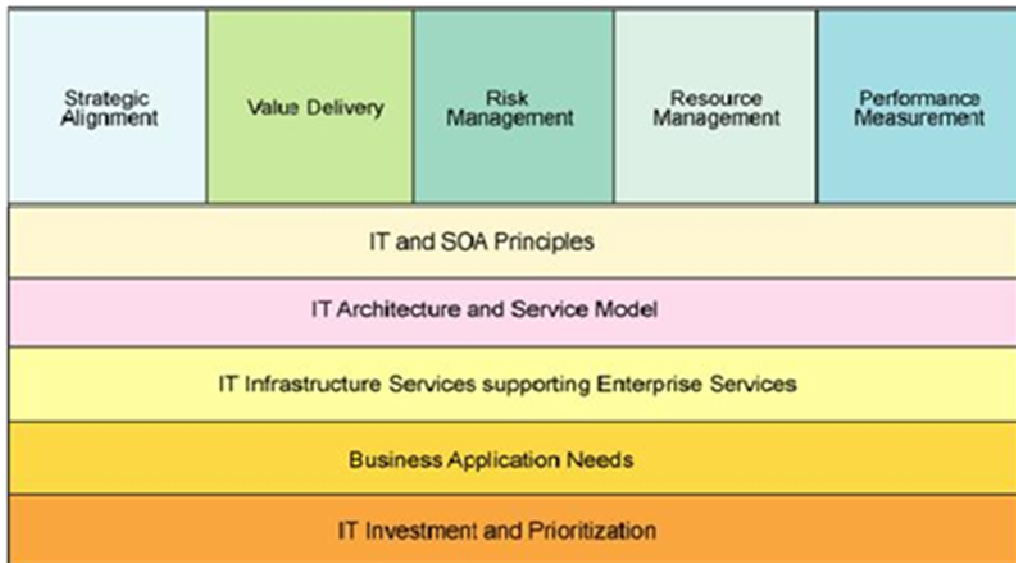 Strategic
Alignment
Value Delivery
Risk
Management
Resource
Management
Performance
Measurement
IT and SOA Principles
IT Architecture and Service Model
IT Infrastructure Services supporting Enterprise Services
Business Application Needs
IT Investment and Prioritization